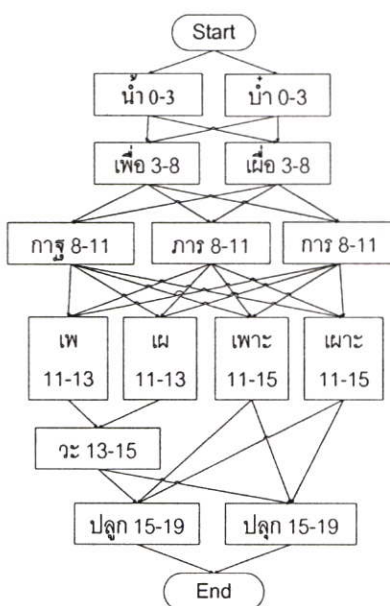 Start
น้ำ 0-3 บ๋ำ 0-3
เพื่อ 3-8 เผื่อ 3-8
กาฐ 8-11 ภาร 8-11 การ 8-11
เพ เผ เพาะ เผาะ
11-13 11-13 11-15 11-15
วะ 13-15
ปลูก 15-19 ปลุก 15-19
End